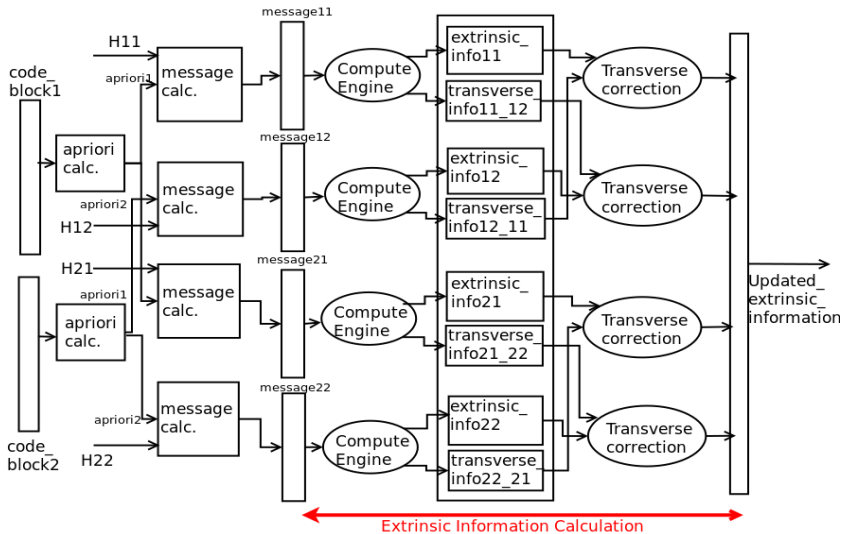 message11
H11
code_
block1
apriori1
message
calc.
Compute
Engine
extrinsic_
info11
transverse_
info11_12
Transverse
correction
apriori
calc.
message12
apriori2
H12
message
calc.
Compute
Engine
extrinsic_
info12
transverse_
info12_11
Transverse
correction
H21
message21
apriori1
message
calc.
apriori
calc.
Compute
Engine
extrinsic_
info21
transverse_
info21_22
Transverse
correction
Updated_
extrinsic_
information
message22
apriori2
message
calc.
code_
block2
H22
Compute
Engine
extrinsic_
info22
transverse_
info22_21
Transverse
correction
Extrinsic Information Calculation